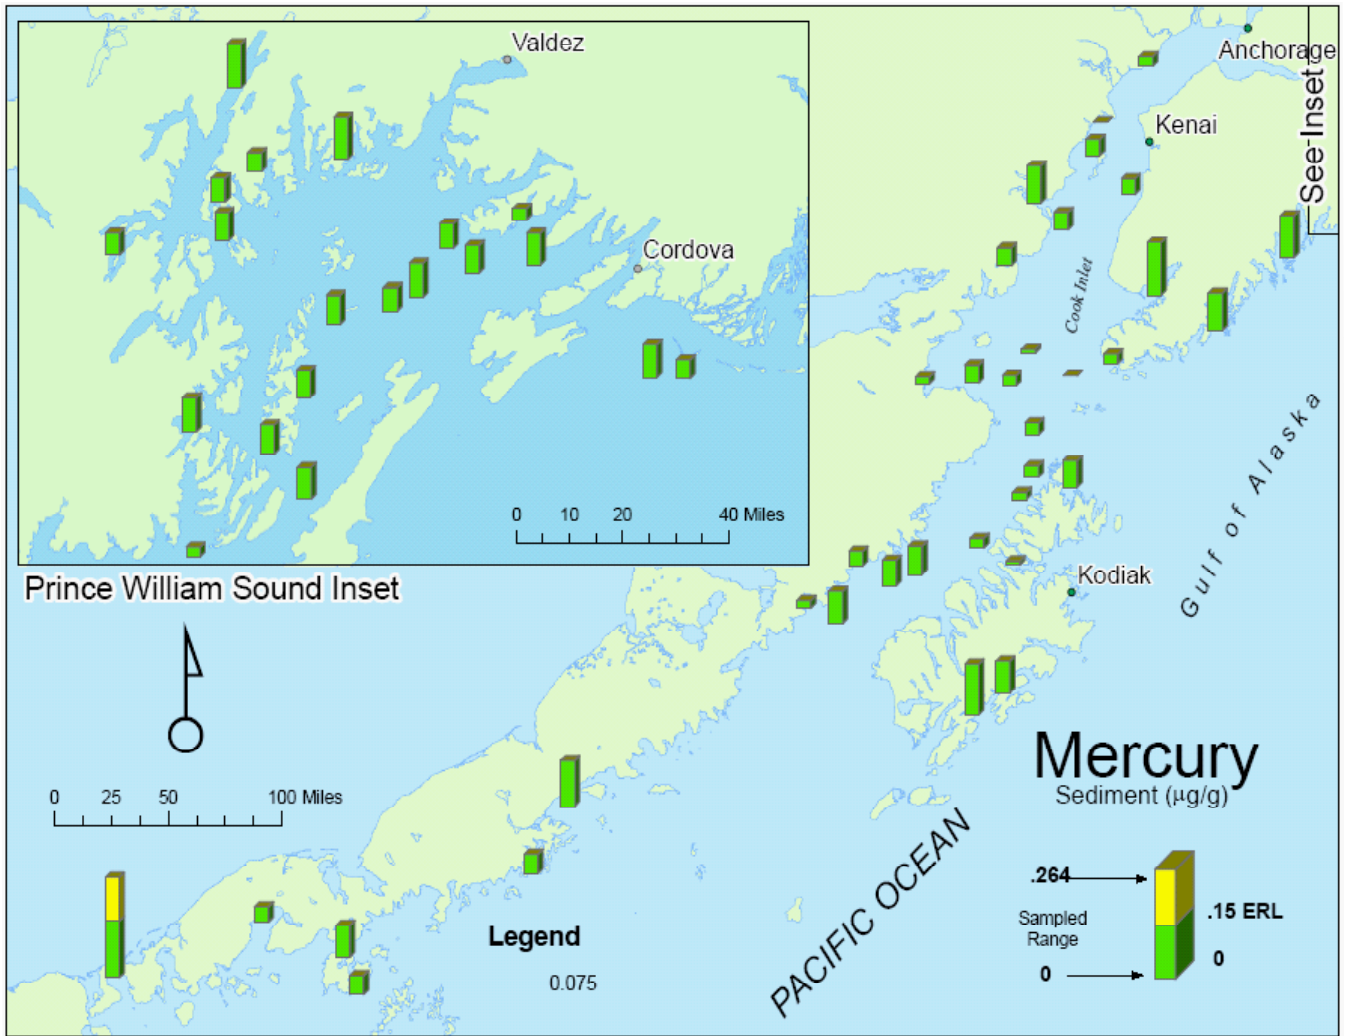 Valdez
Anchorage
See Inset
Kenai
Cordova
Cook Inlet
0 10 20 40 Miles
Gulf of Alaska
Prince William Sound Inset
Kodiak
Mercury
Sediment (µg/g)
0 25 50 100 Miles
PACIFIC OCEAN
.264
.15 ERL
Sampled
Range
0
0
Legend
0.075